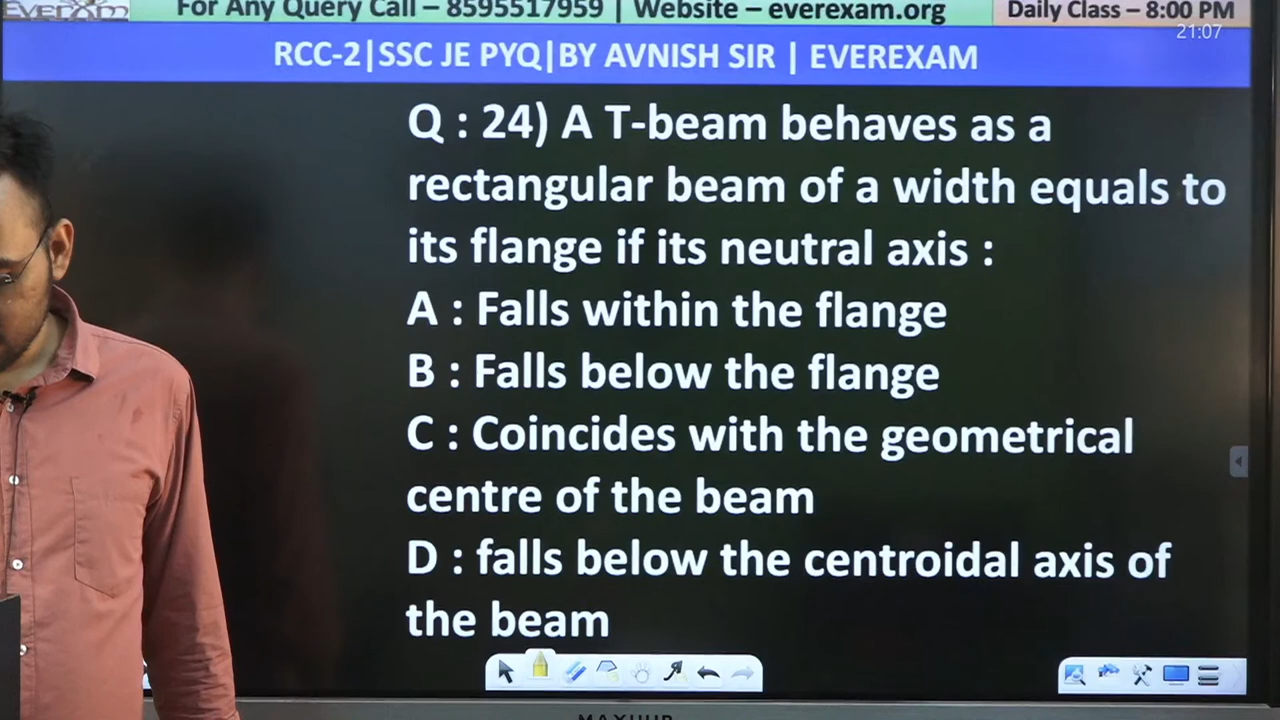 For Any Query Call – 8595517959 | Website – everexam.org
Daily Class – 8:00 PM
21:07
RCC-2|SSC JE PYQ|BY AVNISH SIR | EVEREXAM
Q : 24) A T-beam behaves as a
rectangular beam of a width equals to
its flange if its neutral axis :
A : Falls within the flange
B : Falls below the flange
C : Coincides with the geometrical
centre of the beam
D : falls below the centroidal axis of
the beam